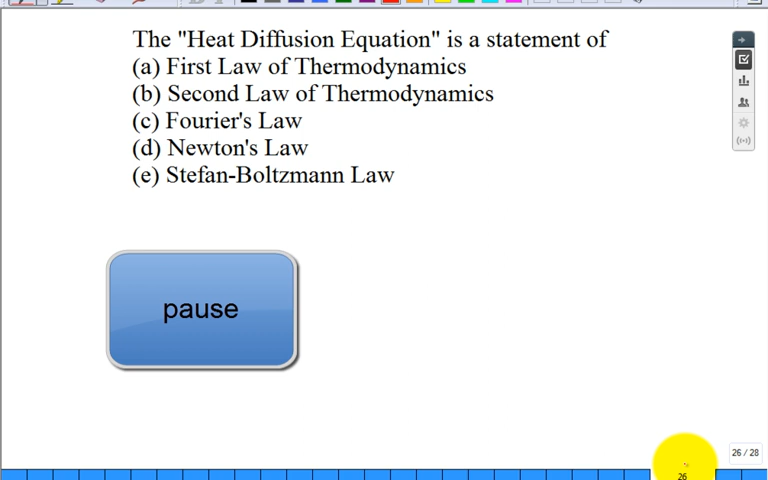 The "Heat Diffusion Equation" is a statement of
(a) First Law of Thermodynamics
(b) Second Law of Thermodynamics
(c) Fourier's Law
(d) Newton's Law
(e) Stefan-Boltzmann Law
pause
26 / 28
26